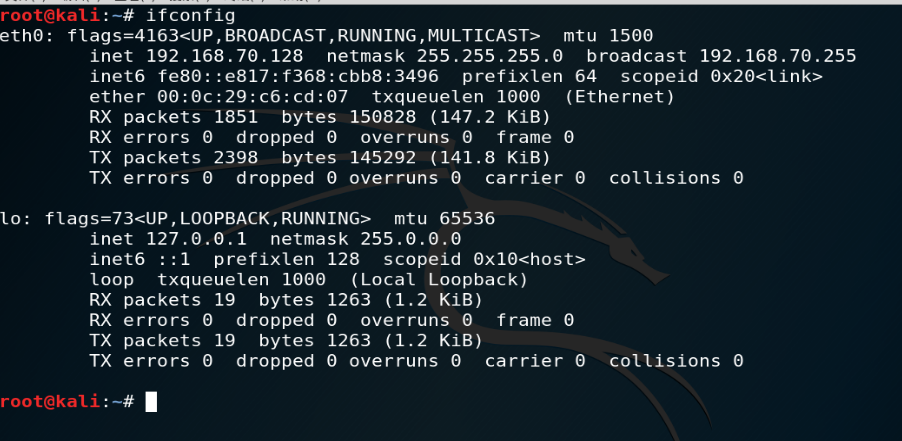 root@kali:~# ifconfig
eth0: flags=4163<UP,BROADCAST,RUNNING,MULTICAST>  mtu 1500
        inet 192.168.70.128  netmask 255.255.255.0  broadcast 192.168.70.255
        inet6 fe80::e817:f368:cbb8:3496  prefixlen 64  scopeid 0x20<link>
        ether 00:0c:29:c6:cd:07  txqueuelen 1000  (Ethernet)
        RX packets 1851  bytes 150828 (147.2 KiB)
        RX errors 0  dropped 0  overruns 0  frame 0
        TX packets 2398  bytes 145292 (141.8 KiB)
        TX errors 0  dropped 0 overruns 0  carrier 0  collisions 0

lo: flags=73<UP,LOOPBACK,RUNNING>  mtu 65536
        inet 127.0.0.1  netmask 255.0.0.0
        inet6 ::1  prefixlen 128  scopeid 0x10<host>
        loop  txqueuelen 1000  (Local Loopback)
        RX packets 19  bytes 1263 (1.2 KiB)
        RX errors 0  dropped 0  overruns 0  frame 0
        TX packets 19  bytes 1263 (1.2 KiB)
        TX errors 0  dropped 0 overruns 0  carrier 0  collisions 0

root@kali:~#